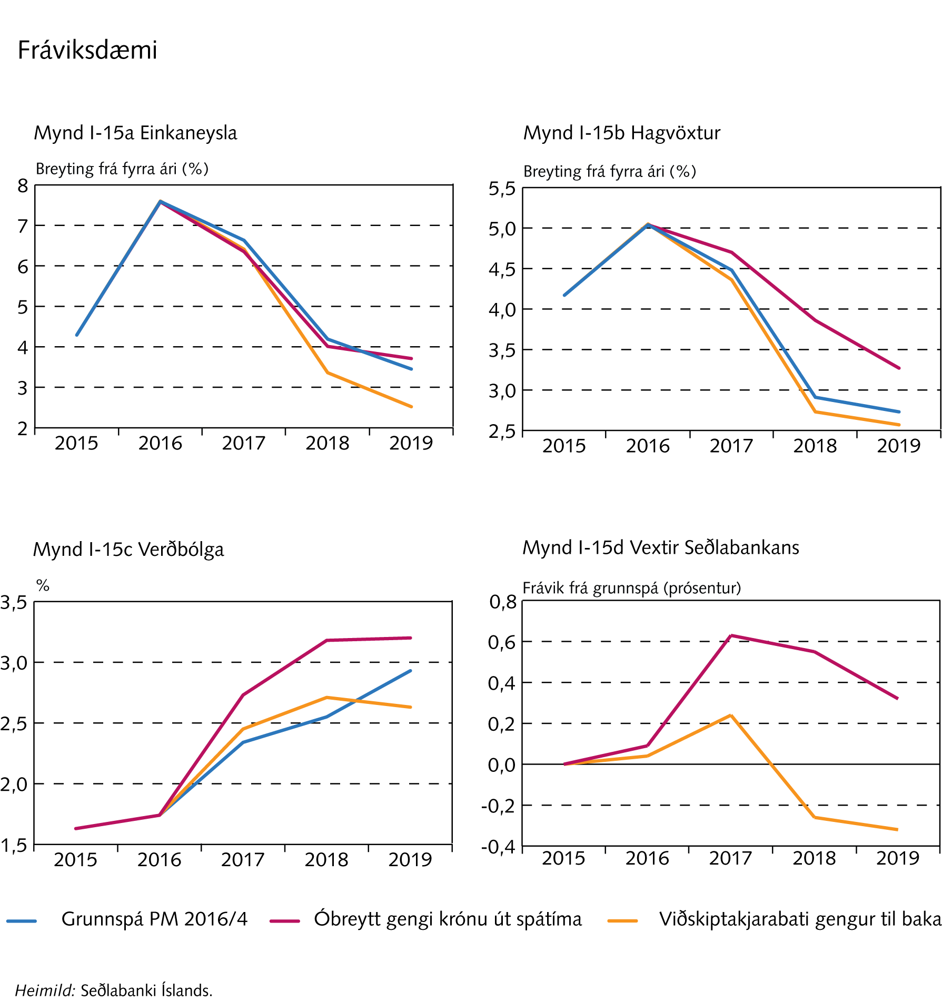 Fráviksdæmi
Mynd I-15a Einkaneysla
Breyting frá fyrra ári (%)
8
7
6
5
4
3
2
2015 2016 2017 2018 2019
Mynd I-15b Hagvöxtur
Breyting frá fyrra ári (%)
5,5
5,0
4,5
4,0
3,5
3,0
2,5
2015 2016 2017 2018 2019
Mynd I-15c Verðbólga
%
3,5
3,0
2,5
2,0
1,5
2015 2016 2017 2018 2019
Mynd I-15d Vextir Seðlabankans
Frávik frá grunnspá (prósentur)
0,8
0,6
0,4
0,2
0,0
-0,2
-0,4
2015 2016 2017 2018 2019
Grunnspá PM 2016/4 Óbreytt gengi krónu út spátíma Viðskiptakjarabati gengur til baka
Heimild: Seðlabanki Íslands.